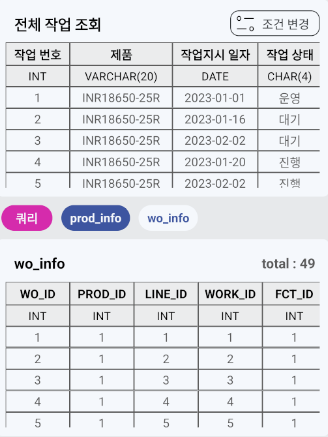 전체 작업 조회
조건 변경
작업 번호 제품 작업지시 일자 작업 상태
INT VARCHAR(20) DATE CHAR(4)
1 INR18650-25R 2023-01-01 운영
2 INR18650-25R 2023-01-16 대기
3 INR18650-25R 2023-02-02 대기
4 INR18650-25R 2023-01-20 진행
5 INR18650-25R 2023-02-02 진행
쿼리 prod_info wo_info
wo_info total : 49
WO_ID PROD_ID LINE_ID WORK_ID FCT_ID
INT INT INT INT INT
1 1 1 1 1
2 1 2 2 1
3 1 3 3 1
4 1 4 4 1
5 1 5 5 1